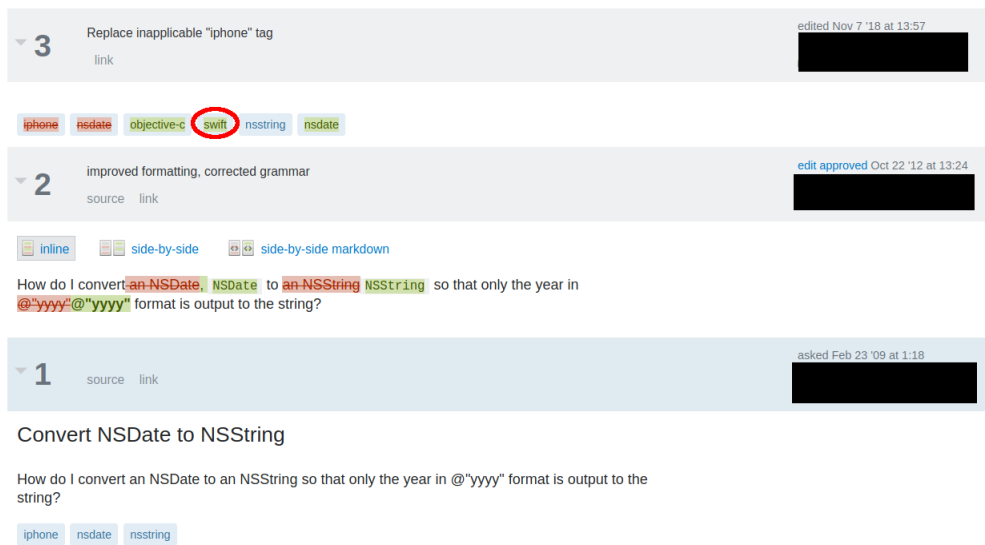 3
Replace inapplicable "iphone" tag
edited Nov 7 '18 at 13:57
link
iphone nsdate objective-c swift nsstring nsdate
2
improved formatting, corrected grammar
edit approved Oct 22 '12 at 13:24
source link
inline side-by-side side-by-side markdown
How do I convert an NSDate, NSDate to an NSString NSString so that only the year in
@"yyyy"@"yyyy" format is output to the string?
1
asked Feb 23 '09 at 1:18
source link
Convert NSDate to NSString
How do I convert an NSDate to an NSString so that only the year in @"yyyy" format is output to the
string?
iphone nsdate nsstring